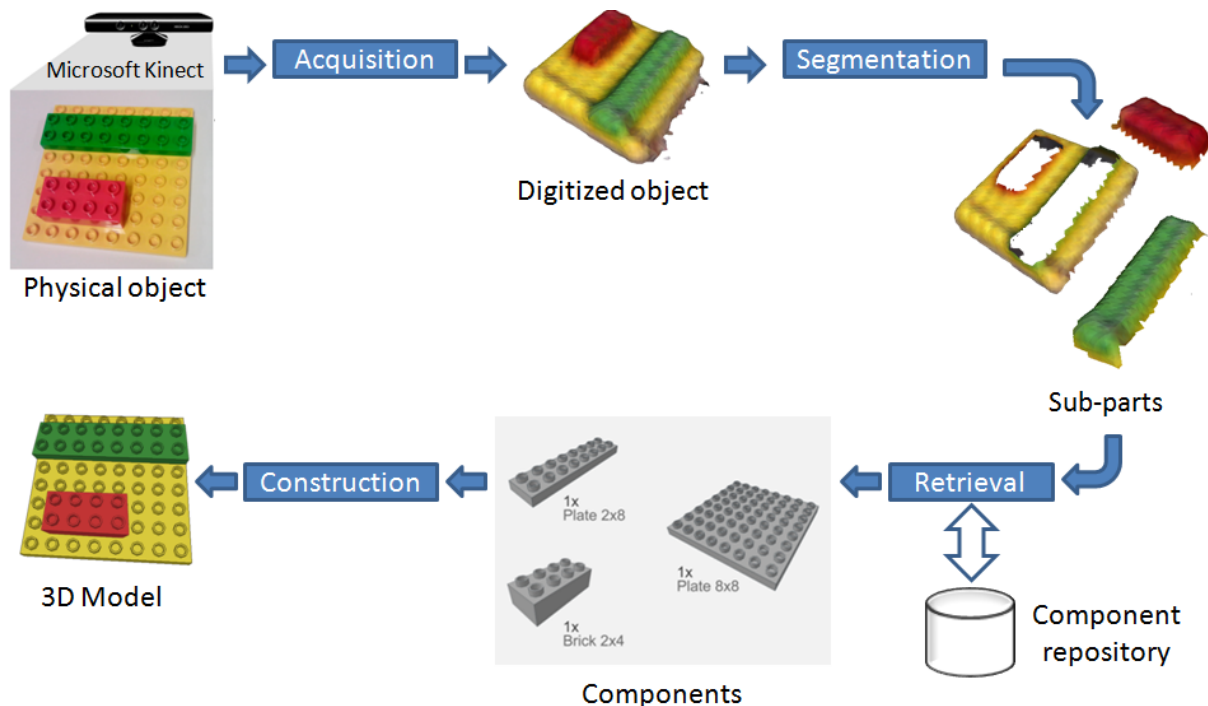 Microsoft Kinect
Acquisition
Segmentation
Digitized object
Physical object
Sub-parts
Construction
Retrieval
1x
Plate 2x8
1x
Plate 8x8
1x
Brick 2x4
3D Model
Component
repository
Components